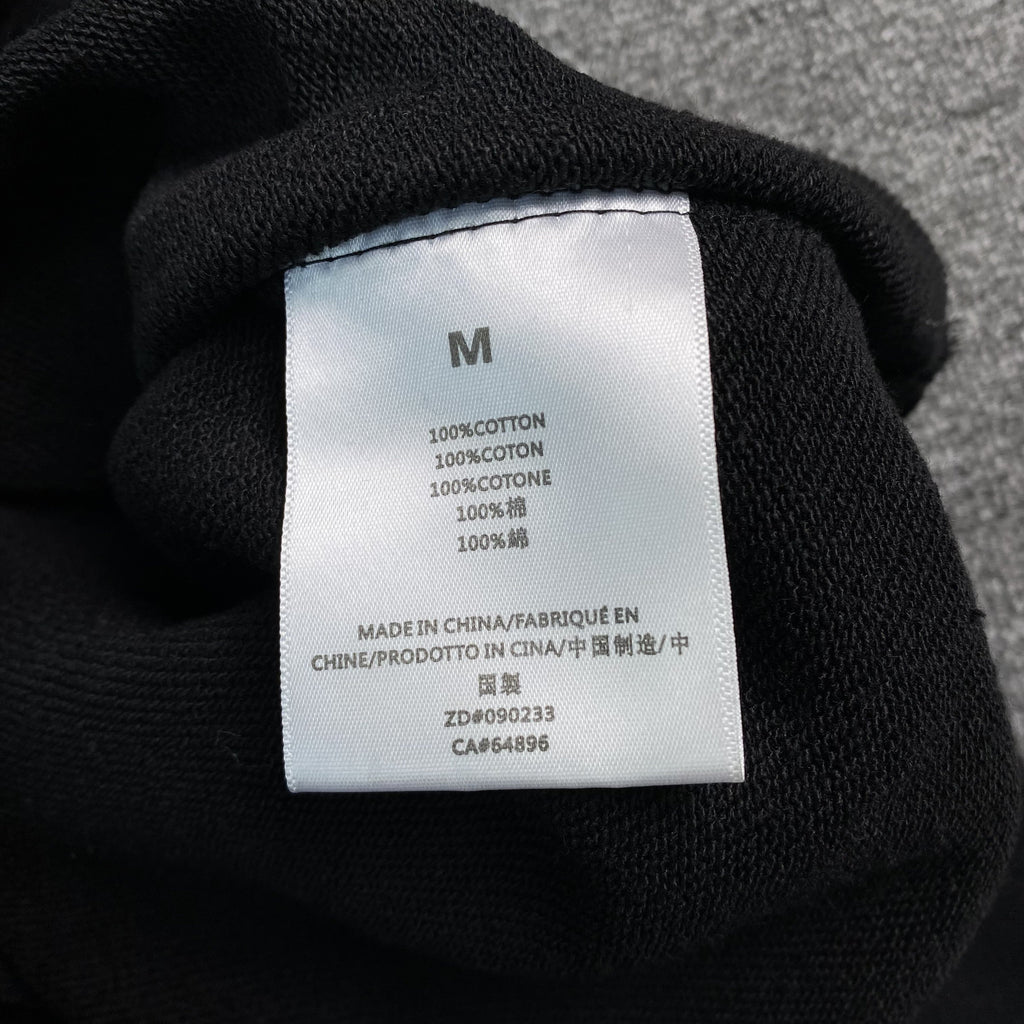 M
100%COTTON
100%COTON
100%COTONE
100%棉
100%綿
MADE IN CHINA/FABRIQUÉ EN
CHINE/PRODOTTO IN CINA/中国制造/中
国製
ZD#090233
CA#64896